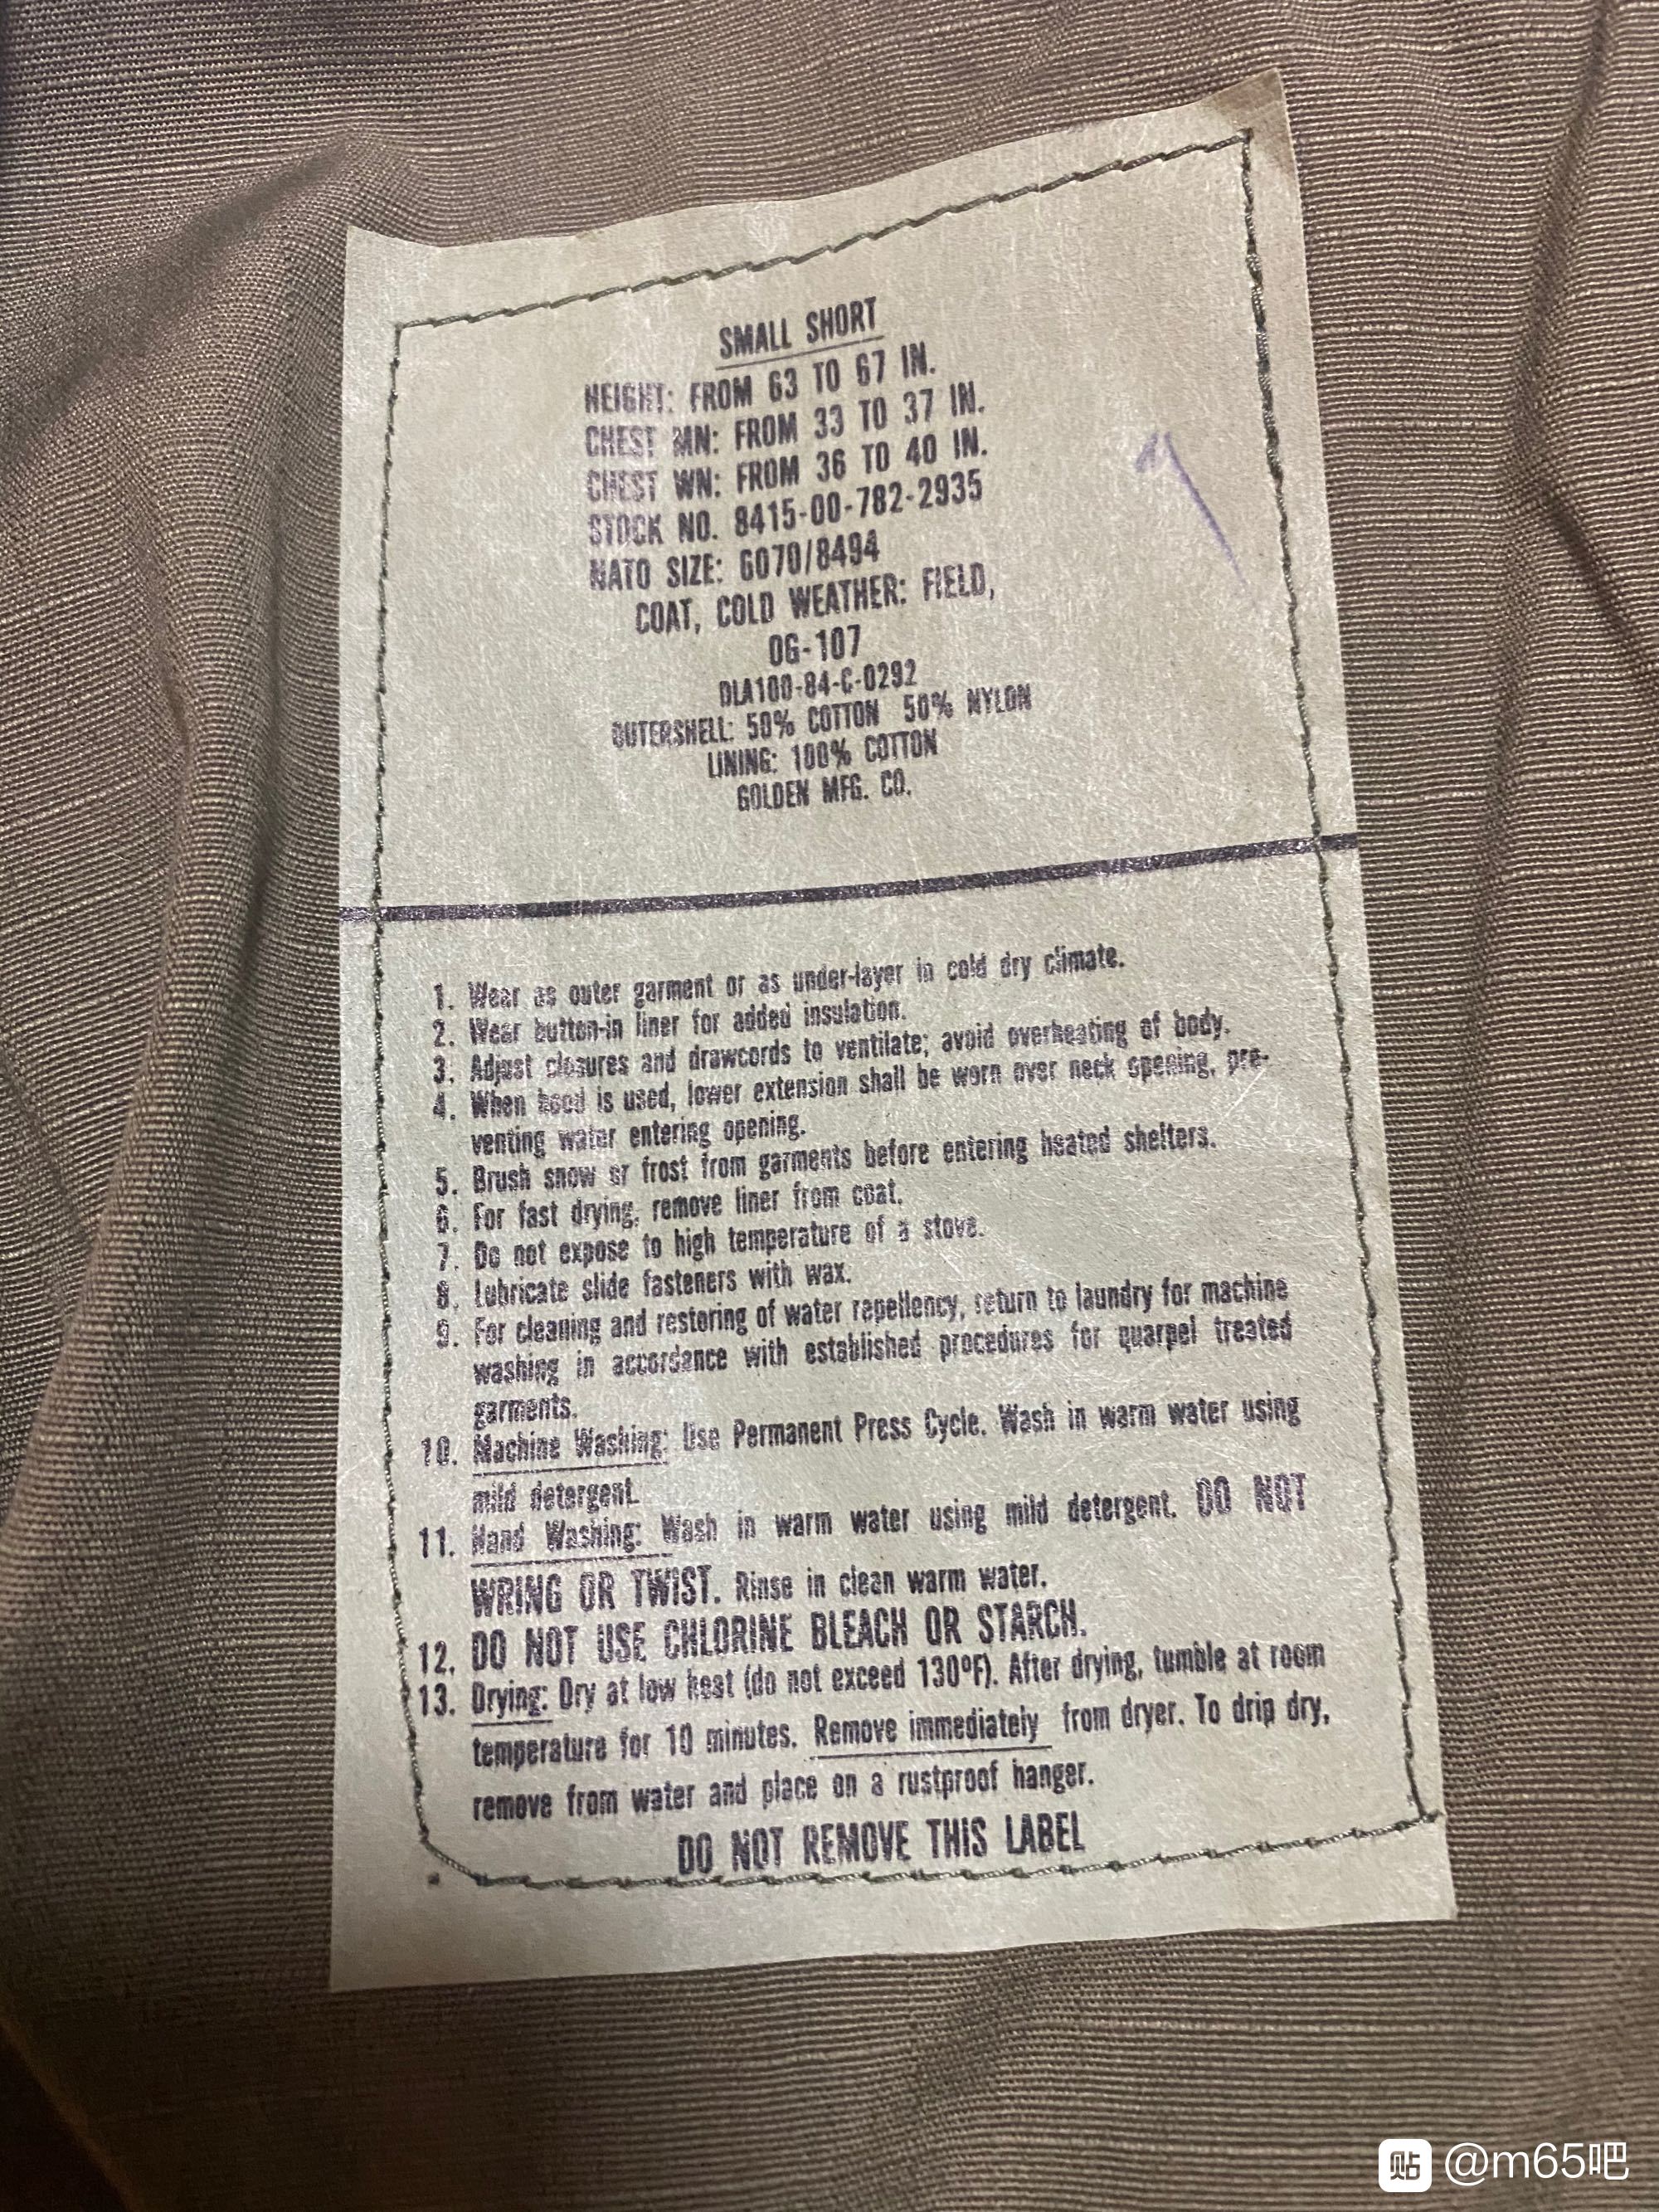 SMALL SHORT
HEIGHT: FROM 63 TO 67 IN.
CHEST MN: FROM 33 TO 37 IN.
CHEST WN: FROM 36 TO 40 IN.
STOCK NO. 8415-00-782-2935
NATO SIZE: 6070/8494
COAT, COLD WEATHER: FIELD,
OG-107
DLA100-84-C-0292
OUTERSHELL: 50% COTTON 50% NYLON
LINING: 100% COTTON
GOLDEN MFG. CO.
1. Wear as outer garment or as under-layer in cold dry climate.
2. Wear button-in liner for added insulation.
3. Adjust closures and drawcords to ventilate; avoid overheating of body.
4. When hood is used, lower extension shall be worn over neck opening, pre-
venting water entering opening.
5. Brush snow or frost from garments before entering heated shelters.
6. For fast drying, remove liner from coat.
7. Do not expose to high temperature of a stove.
8. Lubricate slide fasteners with wax.
9. For cleaning and restoring of water repellency, return to laundry for machine
washing in accordance with established procedures for quarpel treated
garments.
10. Machine Washing: Use Permanent Press Cycle. Wash in warm water using
mild detergent.
11. Hand Washing: Wash in warm water using mild detergent. DO NOT
WRING OR TWIST. Rinse in clean warm water.
12. DO NOT USE CHLORINE BLEACH OR STARCH.
13. Drying: Dry at low heat (do not exceed 130°F). After drying, tumble at room
temperature for 10 minutes. Remove immediately from dryer. To drip dry,
remove from water and place on a rustproof hanger.
DO NOT REMOVE THIS LABEL
贴 @m65吧